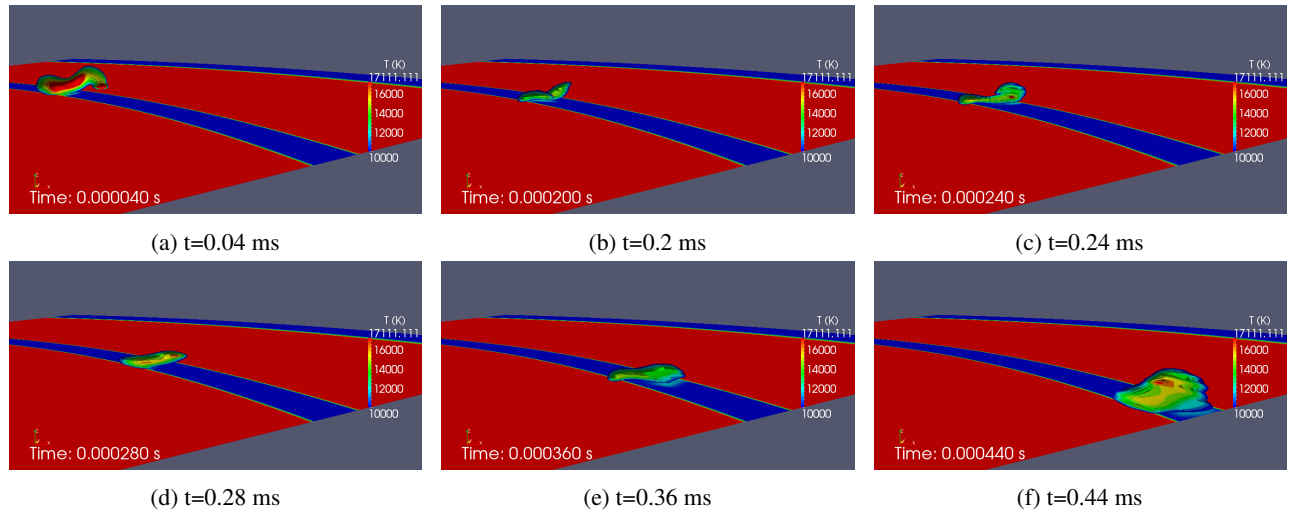 T (K)
17111.111
16000
14000
12000
10000
Time: 0.000040 s
(a) t=0.04 ms
T (K)
17111.111
16000
14000
12000
10000
Time: 0.000200 s
(b) t=0.2 ms
T (K)
17111.111
16000
14000
12000
10000
Time: 0.000240 s
(c) t=0.24 ms
T (K)
17111.111
16000
14000
12000
10000
Time: 0.000280 s
(d) t=0.28 ms
T (K)
17111.111
16000
14000
12000
10000
Time: 0.000360 s
(e) t=0.36 ms
T (K)
17111.111
16000
14000
12000
10000
Time: 0.000440 s
(f) t=0.44 ms